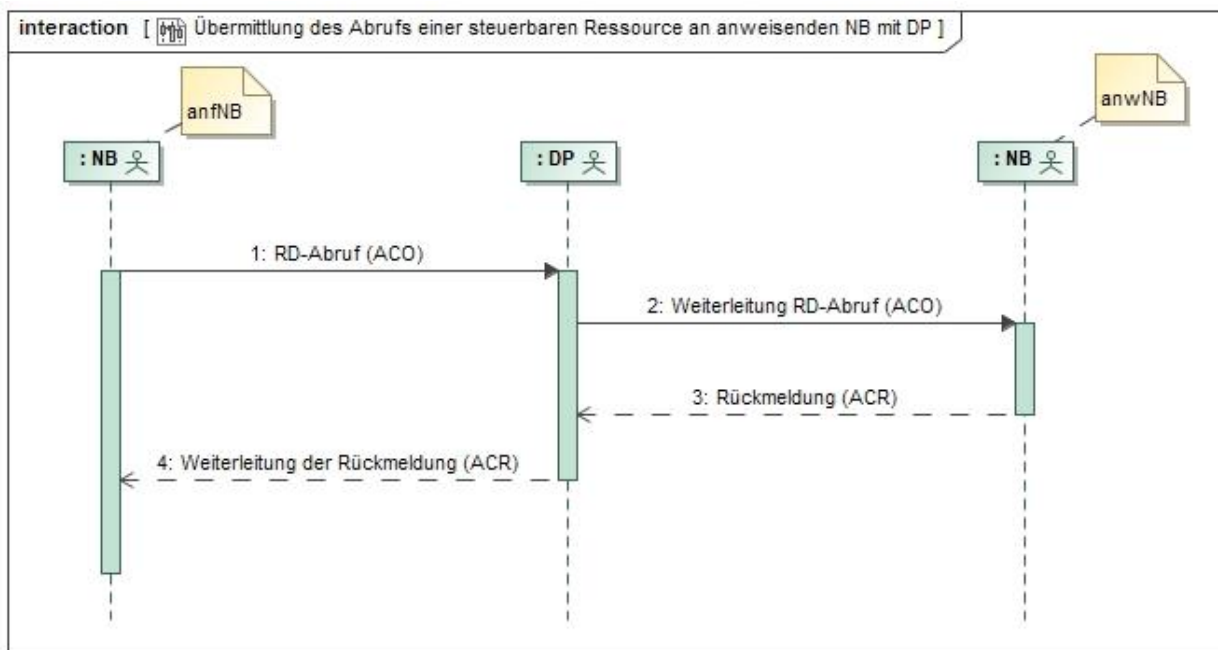 interaction [ Übermittlung des Abrufs einer steuerbaren Ressource an anweisenden NB mit DP ]
anfNB
anwNB
: NB
: DP
: NB
1: RD-Abruf (ACO)
2: Weiterleitung RD-Abruf (ACO)
3: Rückmeldung (ACR)
4: Weiterleitung der Rückmeldung (ACR)